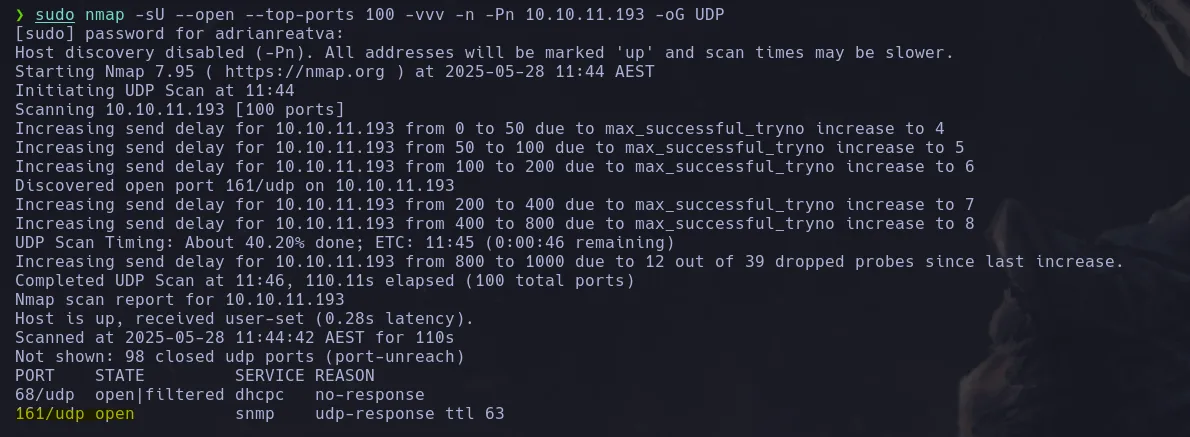 ❯ sudo nmap -sU --open --top-ports 100 -vvv -n -Pn 10.10.11.193 -oG UDP
[sudo] password for adrianreatva:
Host discovery disabled (-Pn). All addresses will be marked 'up' and scan times may be slower.
Starting Nmap 7.95 ( https://nmap.org ) at 2025-05-28 11:44 AEST
Initiating UDP Scan at 11:44
Scanning 10.10.11.193 [100 ports]
Increasing send delay for 10.10.11.193 from 0 to 50 due to max_successful_tryno increase to 4
Increasing send delay for 10.10.11.193 from 50 to 100 due to max_successful_tryno increase to 5
Increasing send delay for 10.10.11.193 from 100 to 200 due to max_successful_tryno increase to 6
Discovered open port 161/udp on 10.10.11.193
Increasing send delay for 10.10.11.193 from 200 to 400 due to max_successful_tryno increase to 7
Increasing send delay for 10.10.11.193 from 400 to 800 due to max_successful_tryno increase to 8
UDP Scan Timing: About 40.20% done; ETC: 11:45 (0:00:46 remaining)
Increasing send delay for 10.10.11.193 from 800 to 1000 due to 12 out of 39 dropped probes since last increase.
Completed UDP Scan at 11:46, 110.11s elapsed (100 total ports)
Nmap scan report for 10.10.11.193
Host is up, received user-set (0.28s latency).
Scanned at 2025-05-28 11:44:42 AEST for 110s
Not shown: 98 closed udp ports (port-unreach)
PORT    STATE         SERVICE REASON
68/udp  open|filtered dhcpc   no-response
161/udp open          snmp    udp-response ttl 63